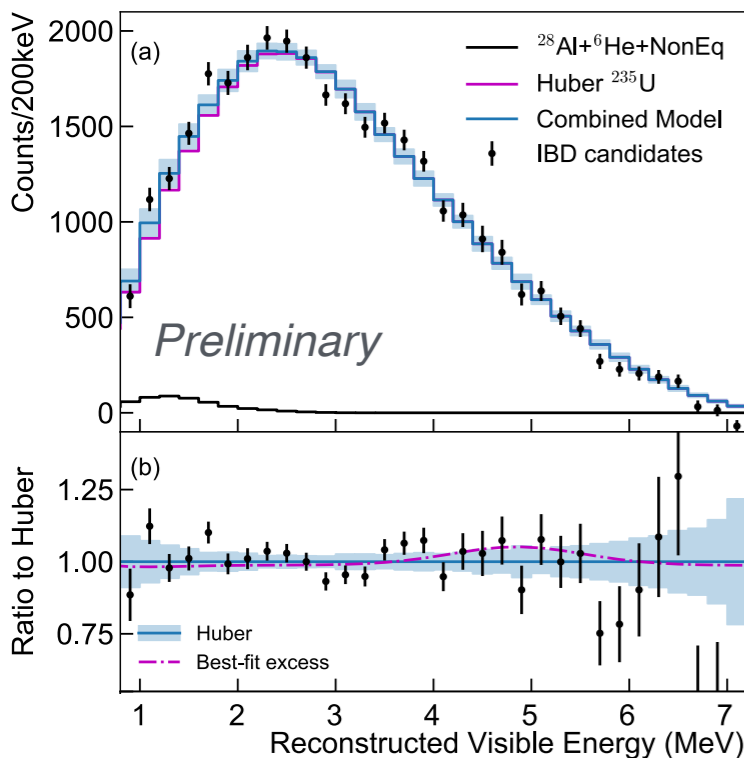 (a)
²⁸Al+⁶He+NonEq
Huber ²³⁵U
Combined Model
IBD candidates
Counts/200keV
2000
1500
1000
500
0
Preliminary
(b)
Ratio to Huber
1.25
1.00
0.75
Huber
Best-fit excess
1 2 3 4 5 6 7
Reconstructed Visible Energy (MeV)